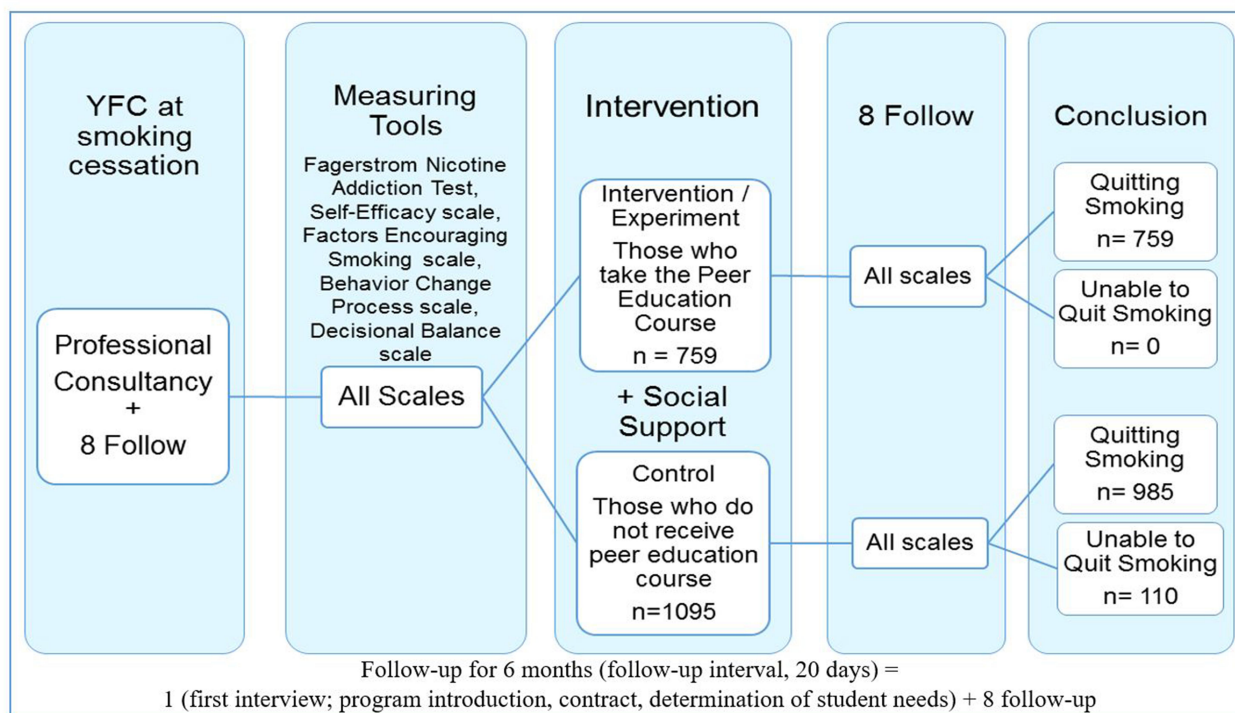 YFC at
smoking
cessation
Professional
Consultancy
+
8 Follow
Measuring
Tools
Fagerstrom Nicotine
Addiction Test,
Self-Efficacy scale,
Factors Encouraging
Smoking scale,
Behavior Change
Process scale,
Decisional Balance
scale
All Scales
Intervention
Intervention /
Experiment
Those who
take the Peer
Education
Course
n = 759
+ Social
Support
Control
Those who do
not receive
peer education
course
n=1095
8 Follow
All scales
All scales
Conclusion
Quitting
Smoking
n= 759
Unable to
Quit Smoking
n= 0
Quitting
Smoking
n= 985
Unable to
Quit Smoking
n= 110
Follow-up for 6 months (follow-up interval, 20 days) =
1 (first interview; program introduction, contract, determination of student needs) + 8 follow-up